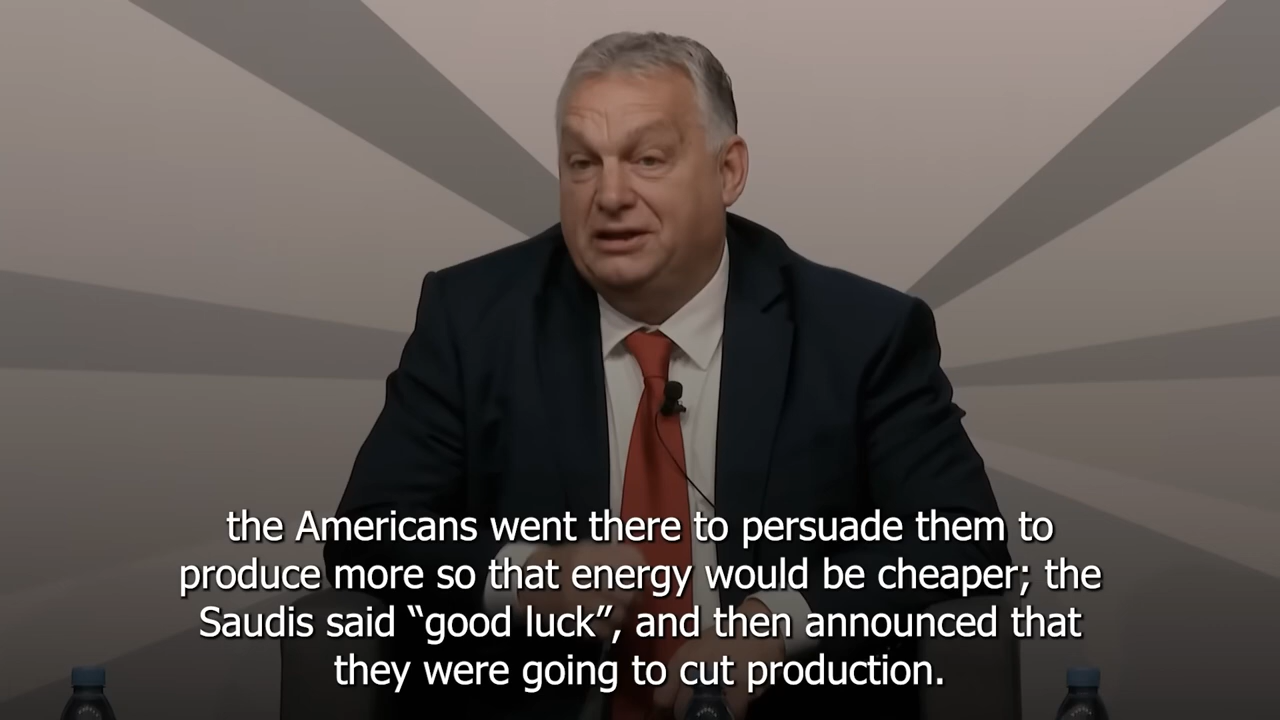 the Americans went there to persuade them to
produce more so that energy would be cheaper; the
Saudis said “good luck”, and then announced that
they were going to cut production.